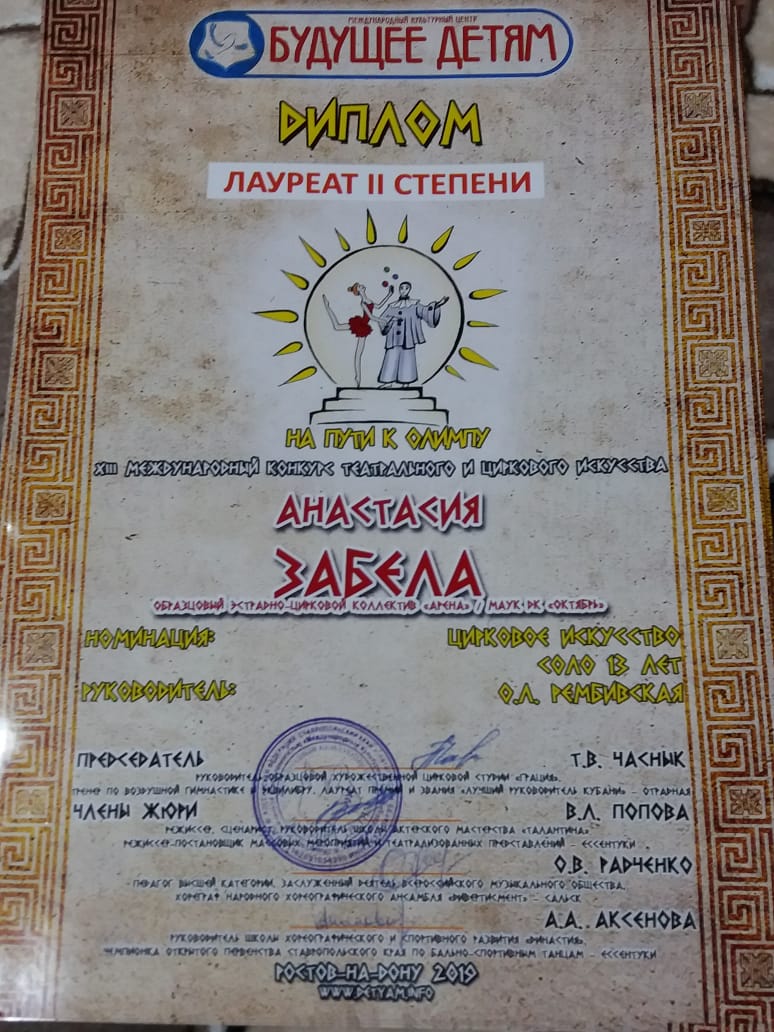 МЕЖДУНАРОДНЫЙ КУЛЬТУРНЫЙ ЦЕНТР
БУДУЩЕЕ ДЕТЯМ
ДИПЛОМ
ЛАУРЕАТ II СТЕПЕНИ
НА ПУТИ К ОЛИМПУ
XIII МЕЖДУНАРОДНЫЙ КОНКУРС ТЕАТРАЛЬНОГО И ЦИРКОВОГО ИСКУССТВА
АНАСТАСИЯ
ЗАБЕЛА
ОБРАЗЦОВЫЙ ЭСТРАДНО-ЦИРКОВОЙ КОЛЛЕКТИВ «АРЕНА» / МАУК ДК «ОКТЯБРЬ»
НОМИНАЦИЯ: ЦИРКОВОЕ ИСКУССТВО
СОЛО 13 ЛЕТ
РУКОВОДИТЕЛЬ: О.Л. РЕМБИВСКАЯ
ПРЕДСЕДАТЕЛЬ Т.В. ЧАСНЫК
РУКОВОДИТЕЛЬ ОБРАЗЦОВОЙ ХУДОЖЕСТВЕННОЙ ЦИРКОВОЙ СТУДИИ «ГРАЦИЯ»,
ТРЕНЕР ПО ВОЗДУШНОЙ ГИМНАСТИКЕ И ЭКВИЛИБРУ, ЛАУРЕАТ ПРЕМИИ И ЗВАНИЯ «ЛУЧШИЙ РУКОВОДИТЕЛЬ КУБАНИ» - ОТРАДНАЯ
ЧЛЕНЫ ЖЮРИ В.Л. ПОПОВА
РЕЖИССЕР, СЦЕНАРИСТ, РУКОВОДИТЕЛЬ ШКОЛЫ АКТЕРСКОГО МАСТЕРСТВА «ТАЛАНТИНА»,
РЕЖИССЕР-ПОСТАНОВЩИК МАССОВЫХ МЕРОПРИЯТИЙ И ТЕАТРАЛИЗОВАННЫХ ПРЕДСТАВЛЕНИЙ - ЕССЕНТУКИ
О.В. РАДЧЕНКО
ПЕДАГОГ ВЫСШЕЙ КАТЕГОРИИ, ЗАСЛУЖЕННЫЙ ДЕЯТЕЛЬ ВСЕРОССИЙСКОГО МУЗЫКАЛЬНОГО ОБЩЕСТВА,
ХОРЕОГРАФ НАРОДНОГО ХОРЕОГРАФИЧЕСКОГО АНСАМБЛЯ «ДИВЕРТИСМЕНТ» - САЛЬСК
А.А. АКСЕНОВА
РУКОВОДИТЕЛЬ ШКОЛЫ ХОРЕОГРАФИЧЕСКОГО И СПОРТИВНОГО РАЗВИТИЯ «ДИНАСТИЯ»,
ЧЕМПИОНКА ОТКРЫТОГО ПЕРВЕНСТВА СТАВРОПОЛЬСКОГО КРАЯ ПО БАЛЬНО-СПОРТИВНЫМ ТАНЦАМ - ЕССЕНТУКИ
РОСТОВ-НА-ДОНУ 2019
WWW.DETYAM.INFO